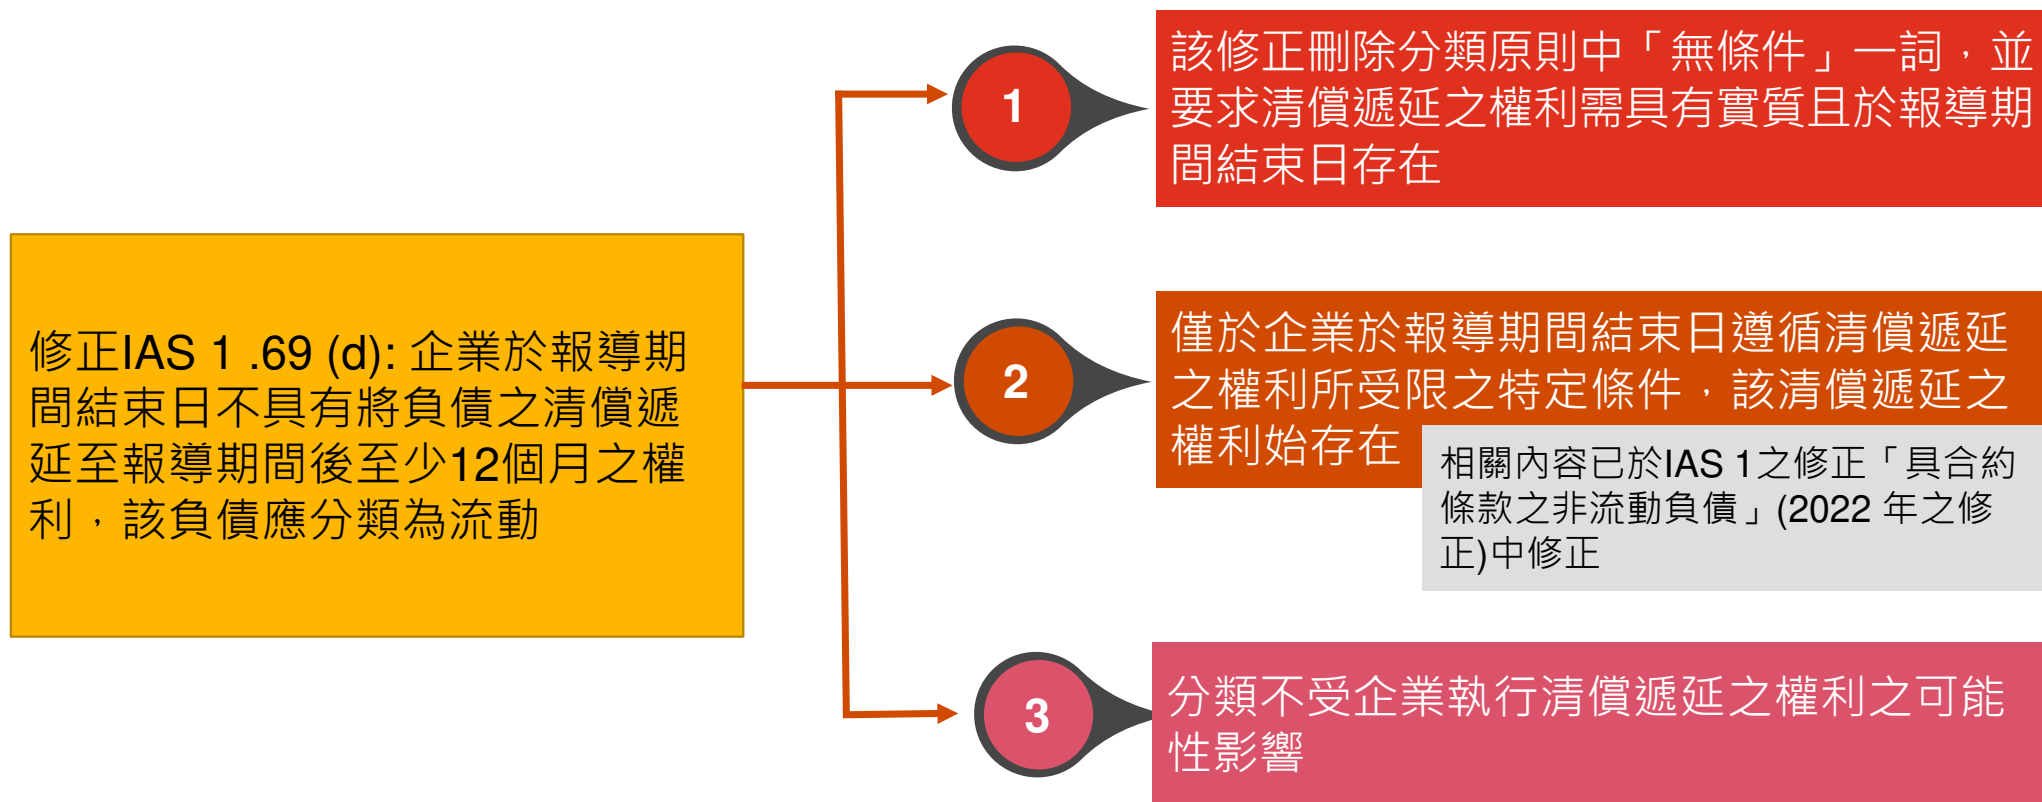 修正IAS 1 .69 (d): 企業於報導期
間結束日不具有將負債之清償遞
延至報導期間後至少12個月之權
利，該負債應分類為流動
1
該修正刪除分類原則中「無條件」一詞，並
要求清償遞延之權利需具有實質且於報導期
間結束日存在
2
僅於企業於報導期間結束日遵循清償遞延
之權利所受限之特定條件，該清償遞延之
權利始存在
相關內容已於IAS 1之修正「具合約
條款之非流動負債」(2022 年之修
正)中修正
3
分類不受企業執行清償遞延之權利之可能
性影響